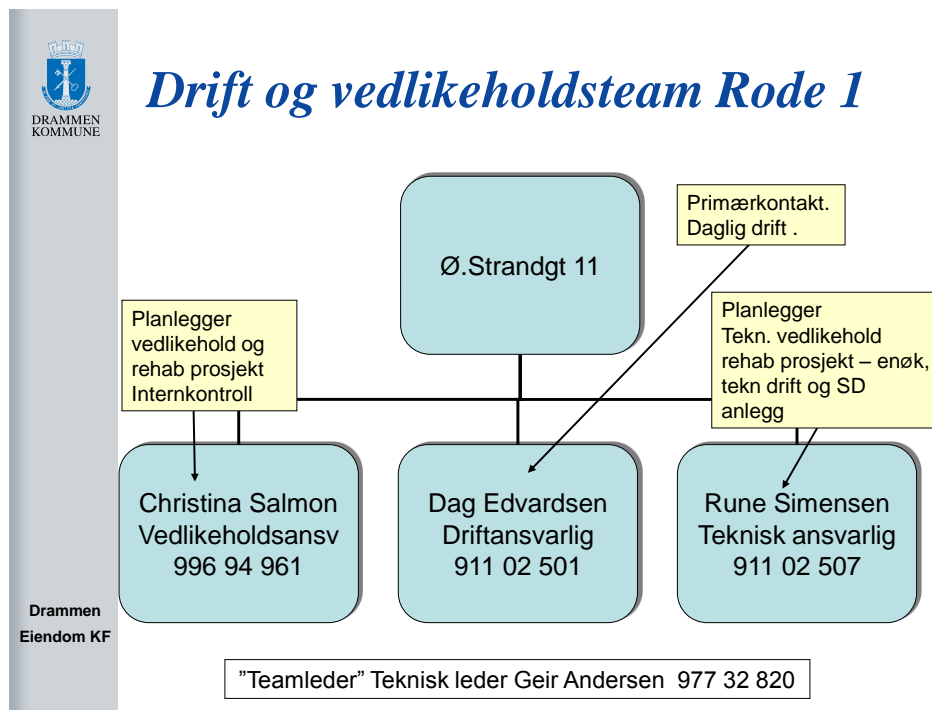 DRAMMEN
KOMMUNE
Drift og vedlikeholdsteam Rode 1
Ø.Strandgt 11
Primærkontakt.
Daglig drift .
Planlegger
vedlikehold og
rehab prosjekt
Internkontroll
Planlegger
Tekn. vedlikehold
rehab prosjekt – enøk,
tekn drift og SD
anlegg
Christina Salmon
Vedlikeholdsansv
996 94 961
Dag Edvardsen
Driftansvarlig
911 02 501
Rune Simensen
Teknisk ansvarlig
911 02 507
Drammen
Eiendom KF
”Teamleder” Teknisk leder Geir Andersen  977 32 820